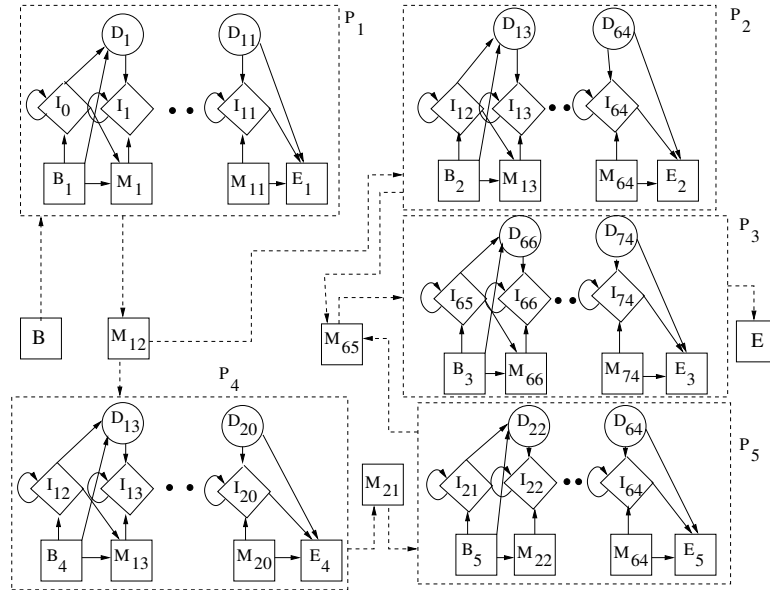 D1 D11 P1
I0 I1 • • I11
B1 M1 M11 E1
D13 D64 P2
I12 I13 •• I64
B2 M13 M64 E2
D66 D74 P3
I65 I66 •• I74
B3 M66 M74 E3
B M12 M65 E
P4
D13 D20
I12 I13 • • I20
B4 M13 M20 E4
M21
D22 D64 P5
I21 I22 •• I64
B5 M22 M64 E5